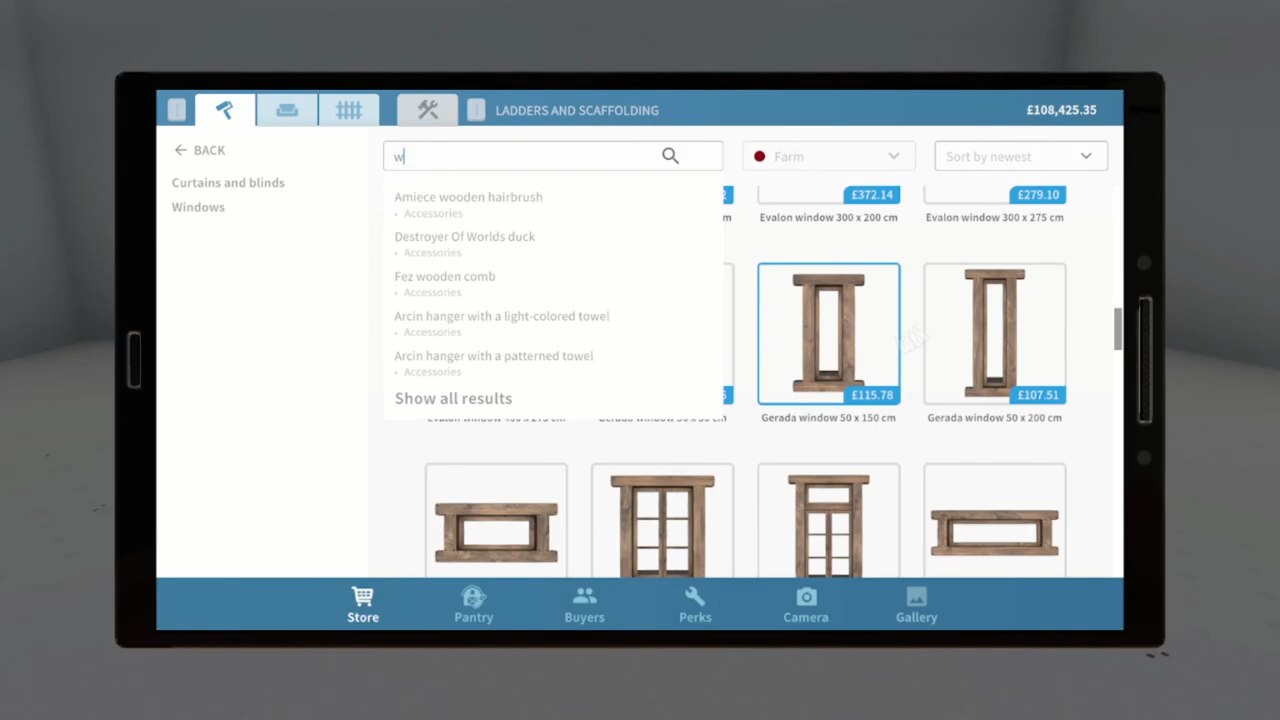 LADDERS AND SCAFFOLDING
£108,425.35
BACK
w
Farm
Sort by newest
Curtains and blinds
Windows
Amiece wooden hairbrush
• Accessories
Destroyer Of Worlds duck
• Accessories
Fez wooden comb
• Accessories
Arcin hanger with a light-colored towel
• Accessories
Arcin hanger with a patterned towel
• Accessories
Show all results
£372.14
£279.10
Evalon window 300 x 200 cm
Evalon window 300 x 275 cm
£115.78
£107.51
Gerada window 50 x 150 cm
Gerada window 50 x 200 cm
Store
Pantry
Buyers
Perks
Camera
Gallery